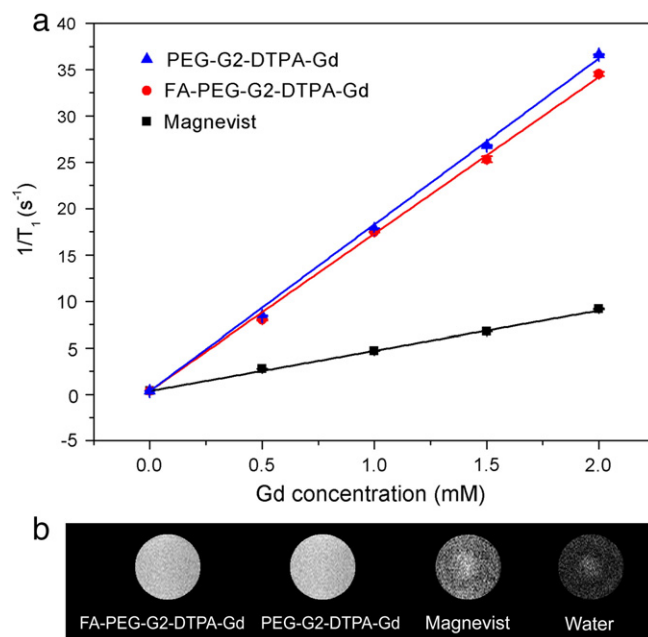 a
40
35
30
25
20
15
10
5
0
-5
1/T₁ (s⁻¹)
PEG-G2-DTPA-Gd
FA-PEG-G2-DTPA-Gd
Magnevist
0.0 0.5 1.0 1.5 2.0
Gd concentration (mM)
b
FA-PEG-G2-DTPA-Gd PEG-G2-DTPA-Gd Magnevist Water